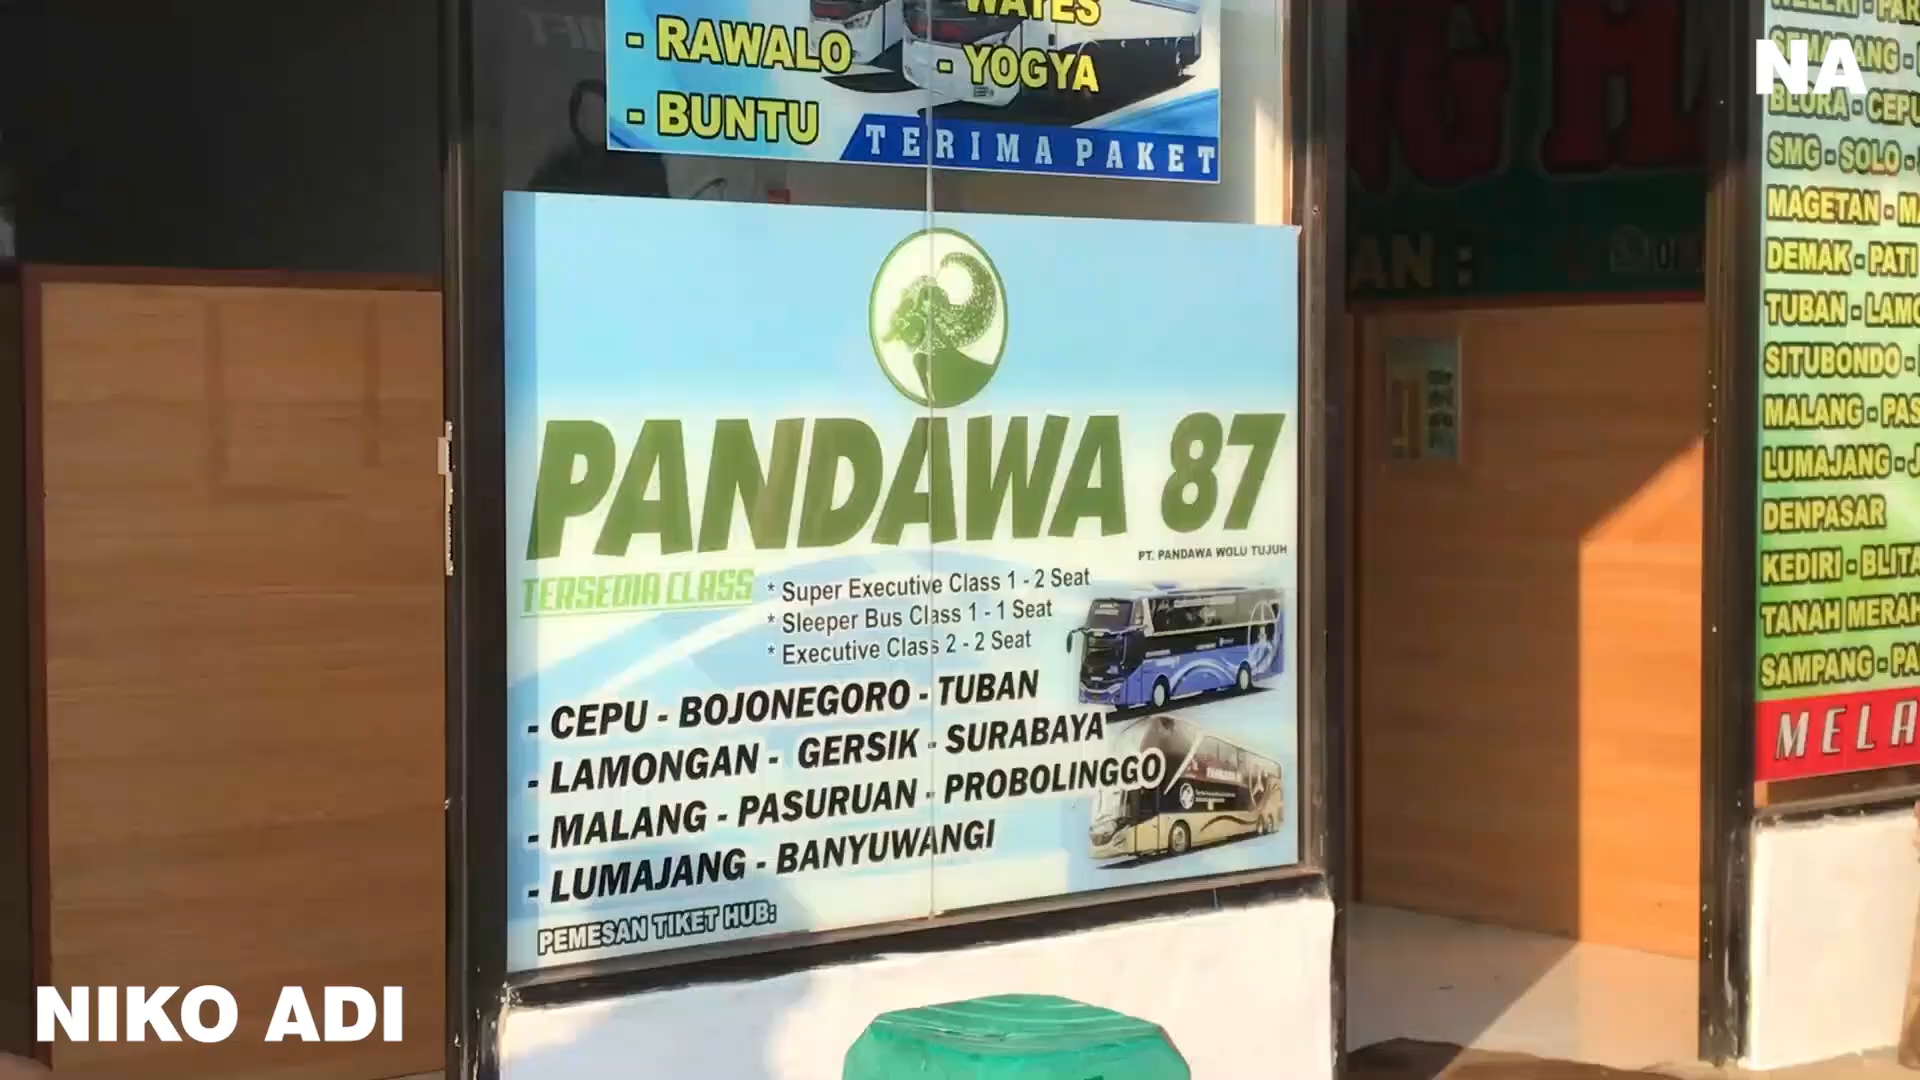 WATES
- RAWALO
- YOGYA
- BUNTU
TERIMA PAKET
PANDAWA 87
PT. PANDAWA WOLU TUJUH
TERSEDIA CLASS
* Super Executive Class 1 - 2 Seat
* Sleeper Bus Class 1 - 1 Seat
* Executive Class 2 - 2 Seat
- CEPU - BOJONEGORO - TUBAN
- LAMONGAN - GERSIK - SURABAYA
- MALANG - PASURUAN - PROBOLINGGO
- LUMAJANG - BANYUWANGI
PEMESAN TIKET HUB:
NA
SEMARANG -
BLORA - CEPU
SMG - SOLO -
MAGETAN -
DEMAK - PATI
TUBAN -
SITUBONDO -
MALANG -
LUMAJANG -
DENPASAR
KEDIRI -
TANAH MERAH
SAMPANG -
NIKO ADI